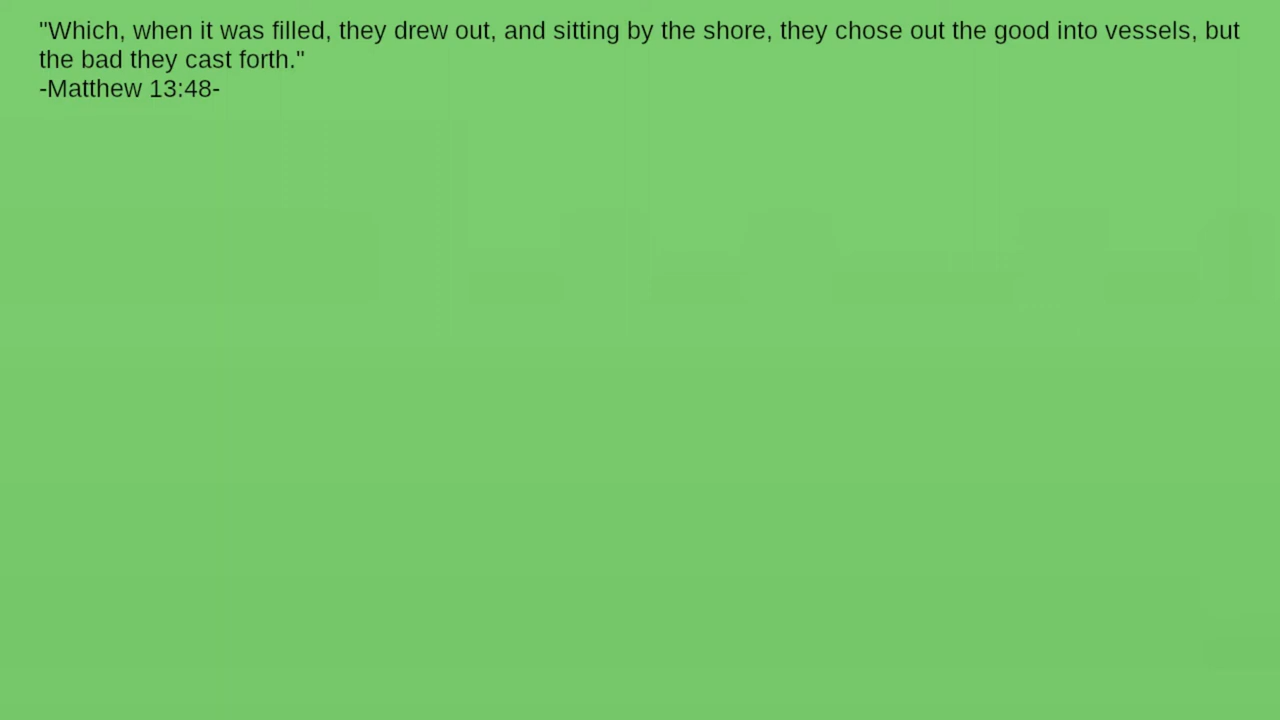 "Which, when it was filled, they drew out, and sitting by the shore, they chose out the good into vessels, but
the bad they cast forth."
-Matthew 13:48-